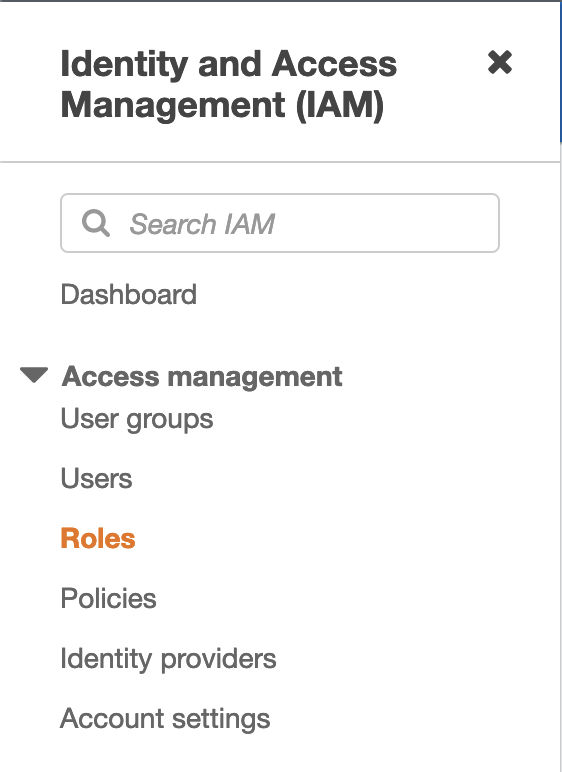 Identity and Access
Management (IAM)
Search IAM
Dashboard
Access management
User groups
Users
Roles
Policies
Identity providers
Account settings